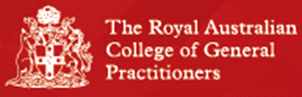 The Royal Australian
College of General
Practitioners